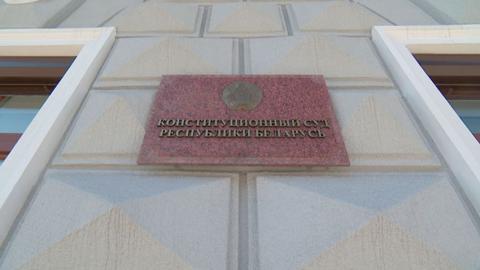 КОНСТИТУЦИОННЫЙ СУД
РЕСПУБЛИКИ БЕЛАРУСЬ